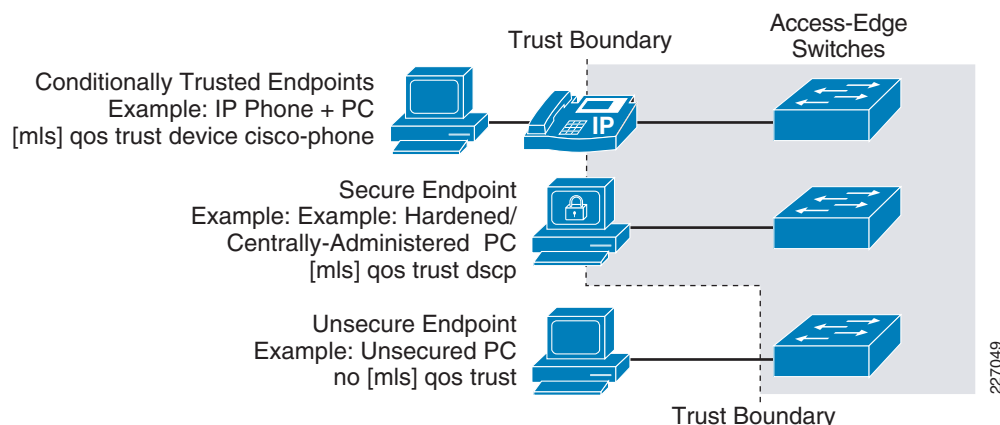 Trust Boundary
Access-Edge
Switches
Conditionally Trusted Endpoints
Example: IP Phone + PC
[mls] qos trust device cisco-phone
IP
Secure Endpoint
Example: Example: Hardened/
Centrally-Administered PC
[mls] qos trust dscp
Unsecure Endpoint
Example: Unsecured PC
no [mls] qos trust
Trust Boundary
227049